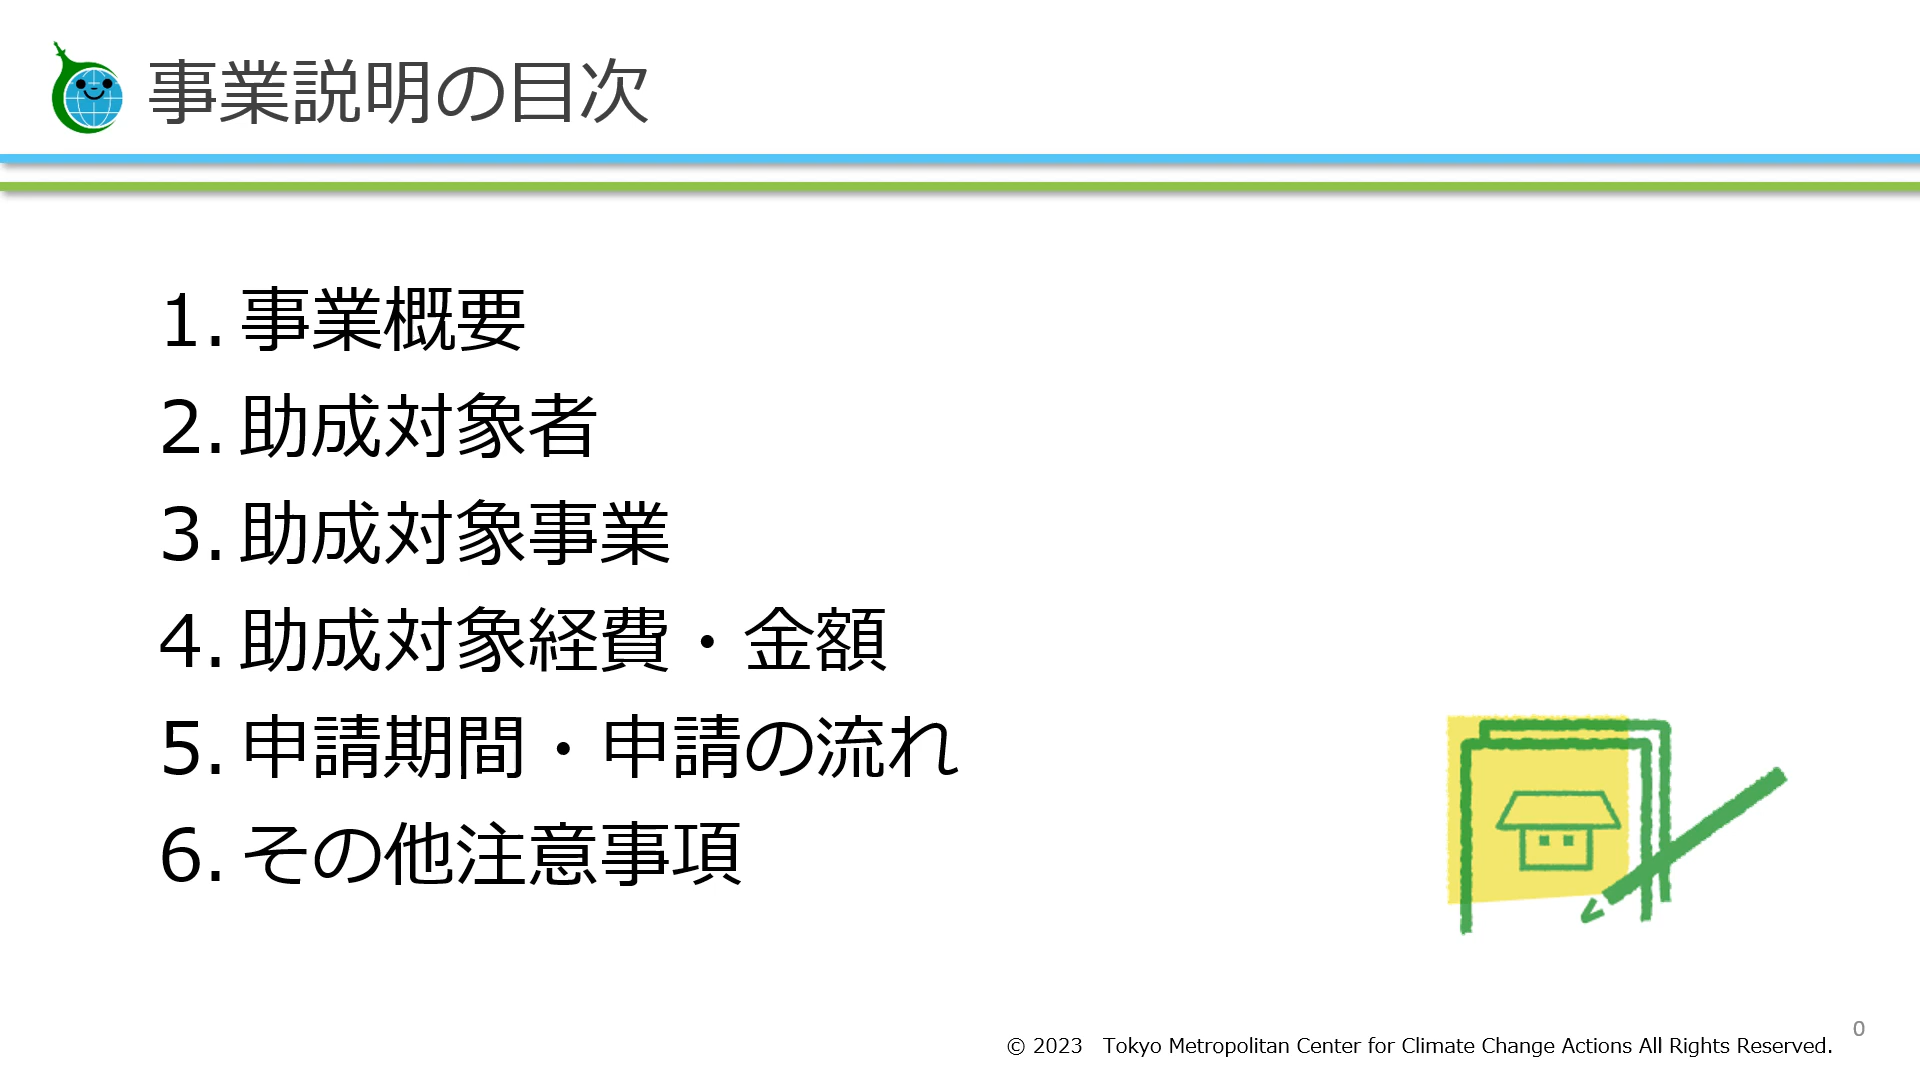 事業説明の目次
1. 事業概要
2. 助成対象者
3. 助成対象事業
4. 助成対象経費・金額
5. 申請期間・申請の流れ
6. その他注意事項
© 2023　Tokyo Metropolitan Center for Climate Change Actions All Rights Reserved.
0